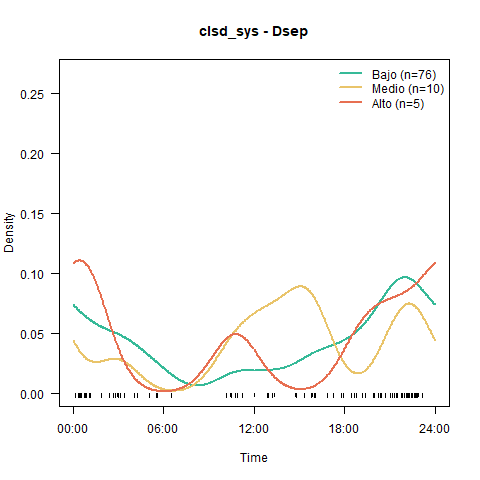 clsd_sys - Dsep
Bajo (n=76)
Medio (n=10)
Alto (n=5)
0.25
0.20
0.15
0.10
0.05
0.00
Density
00:00 06:00 12:00 18:00 24:00
Time